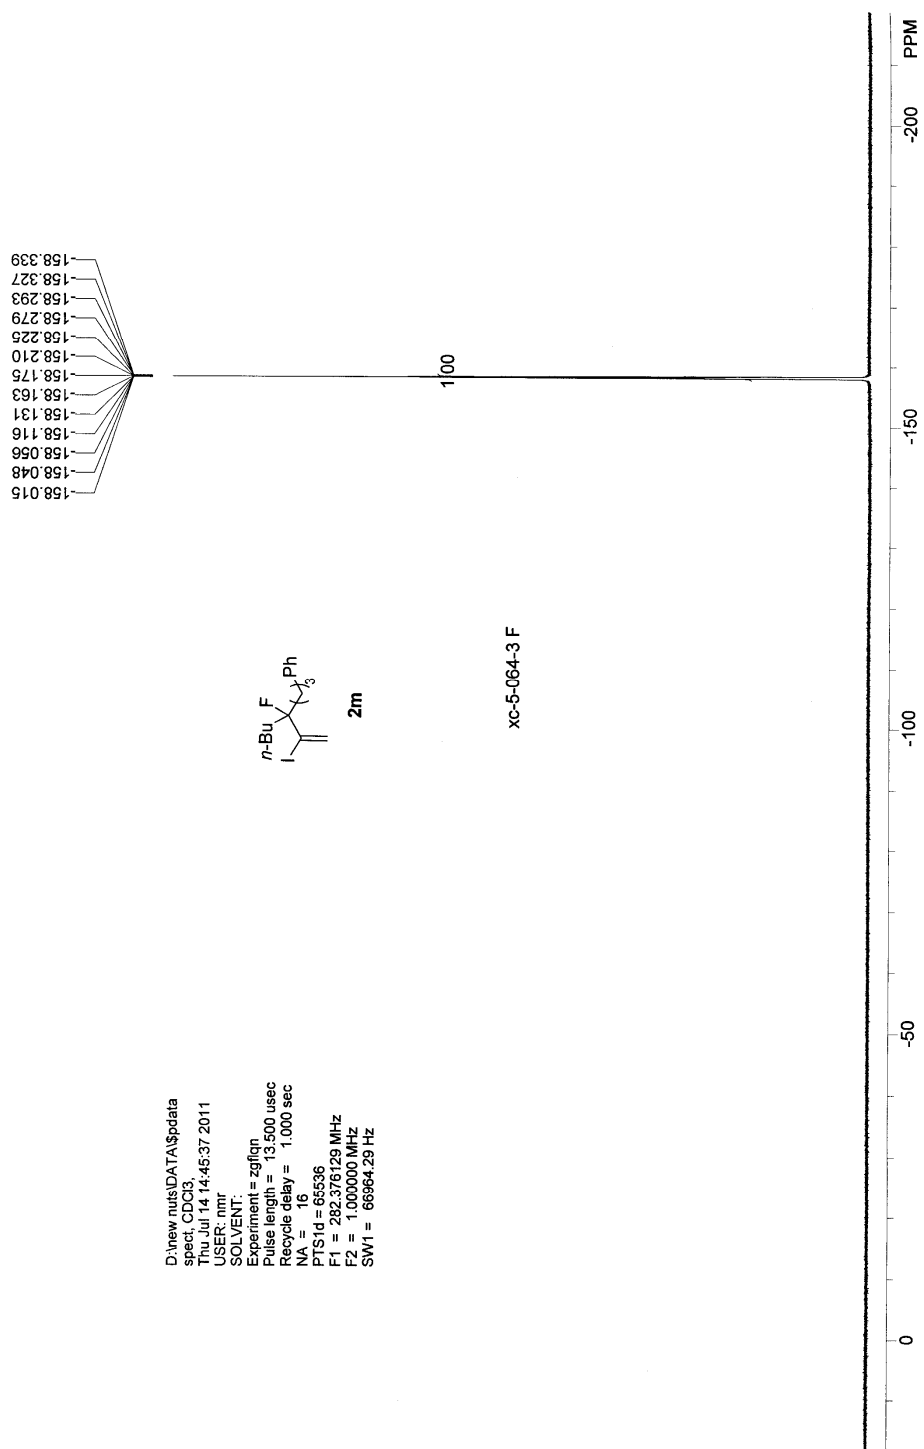 D:\new nuts\DATA\$pdata
spect, CDCl3,
Thu Jul 14 14:45:37 2011
USER: nmr
SOLVENT:
Experiment = zgflqn
Pulse length = 13.500 usec
Recycle delay = 1.000 sec
NA = 16
PTS1d = 65536
F1 = 282.376129 MHz
F2 = 1.000000 MHz
SW1 = 66964.29 Hz
n-Bu F
I
( )3 Ph
2m
xc-5-064-3 F
-158.015
-158.048
-158.056
-158.116
-158.131
-158.163
-158.175
-158.210
-158.225
-158.279
-158.293
-158.327
-158.339
1.00
0 -50 -100 -150 -200 PPM